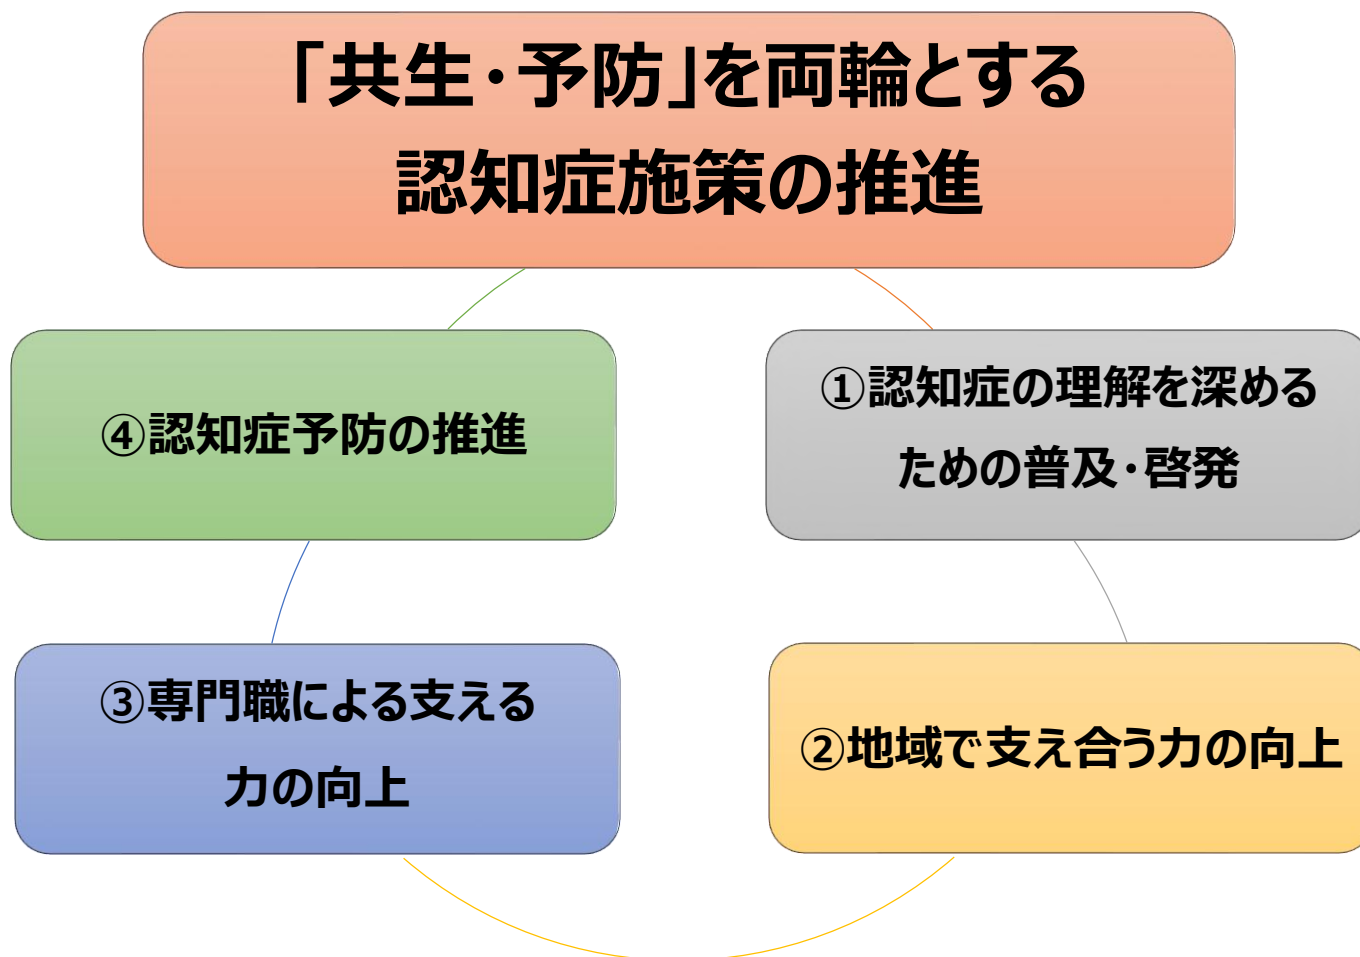 「共生・予防」を両輪とする
認知症施策の推進
①認知症の理解を深める
ための普及・啓発
②地域で支え合う力の向上
③専門職による支える
力の向上
④認知症予防の推進